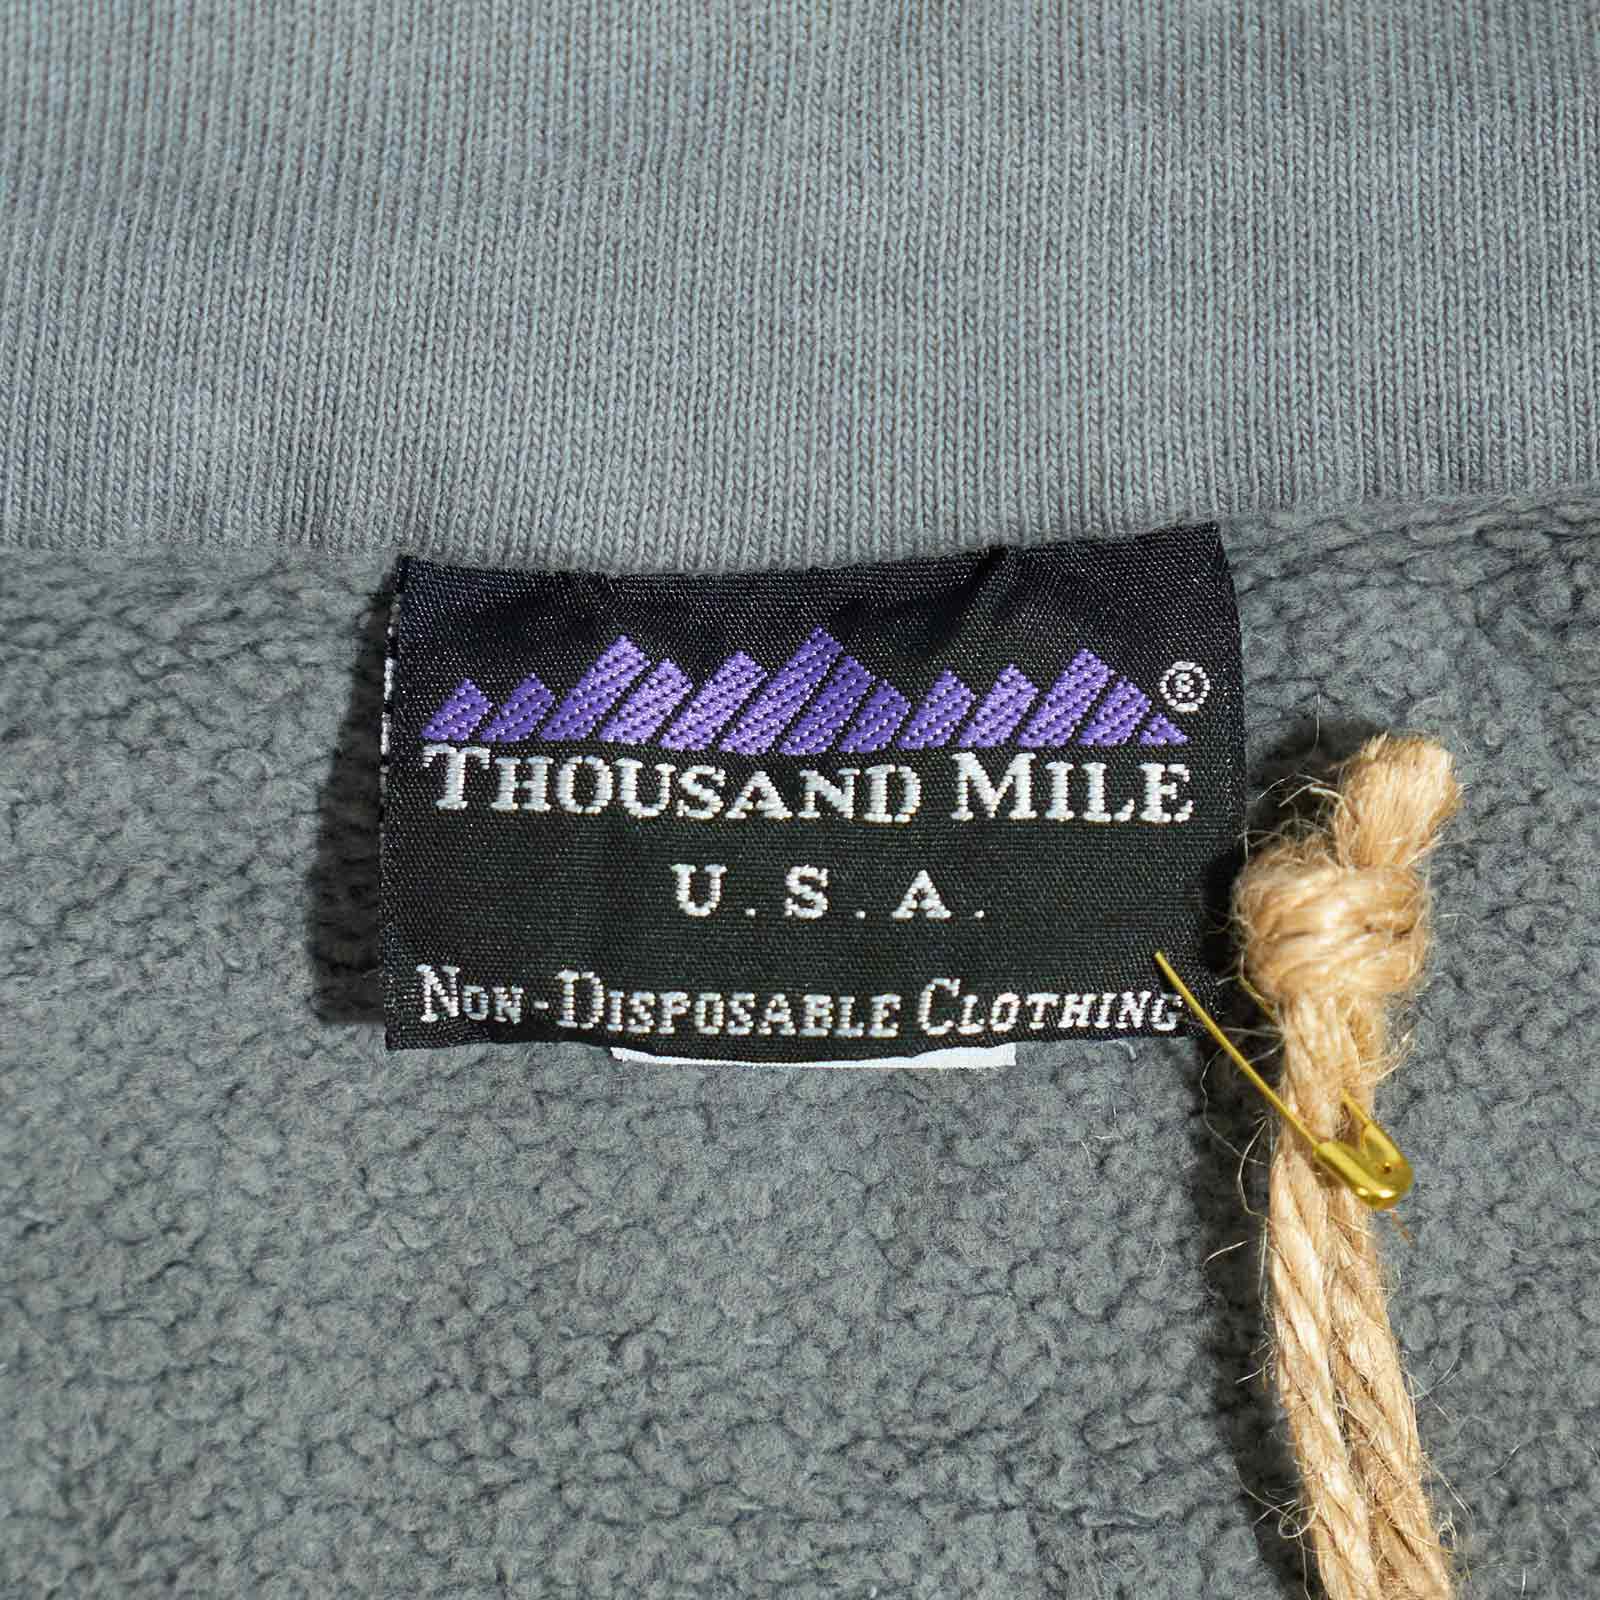 ®
THOUSAND MILE
U.S.A.
NON-DISPOSABLE CLOTHING